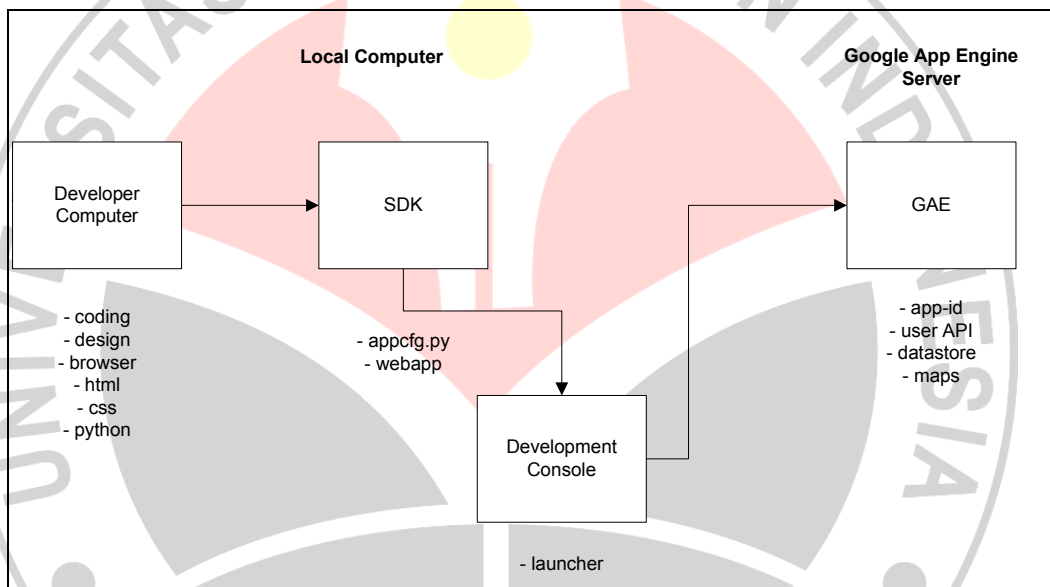 Local Computer
Google App Engine
Server
Developer
Computer
SDK
GAE
- coding
- design
- browser
- html
- css
- python
- appcfg.py
- webapp
- app-id
- user API
- datastore
- maps
Development
Console
- launcher